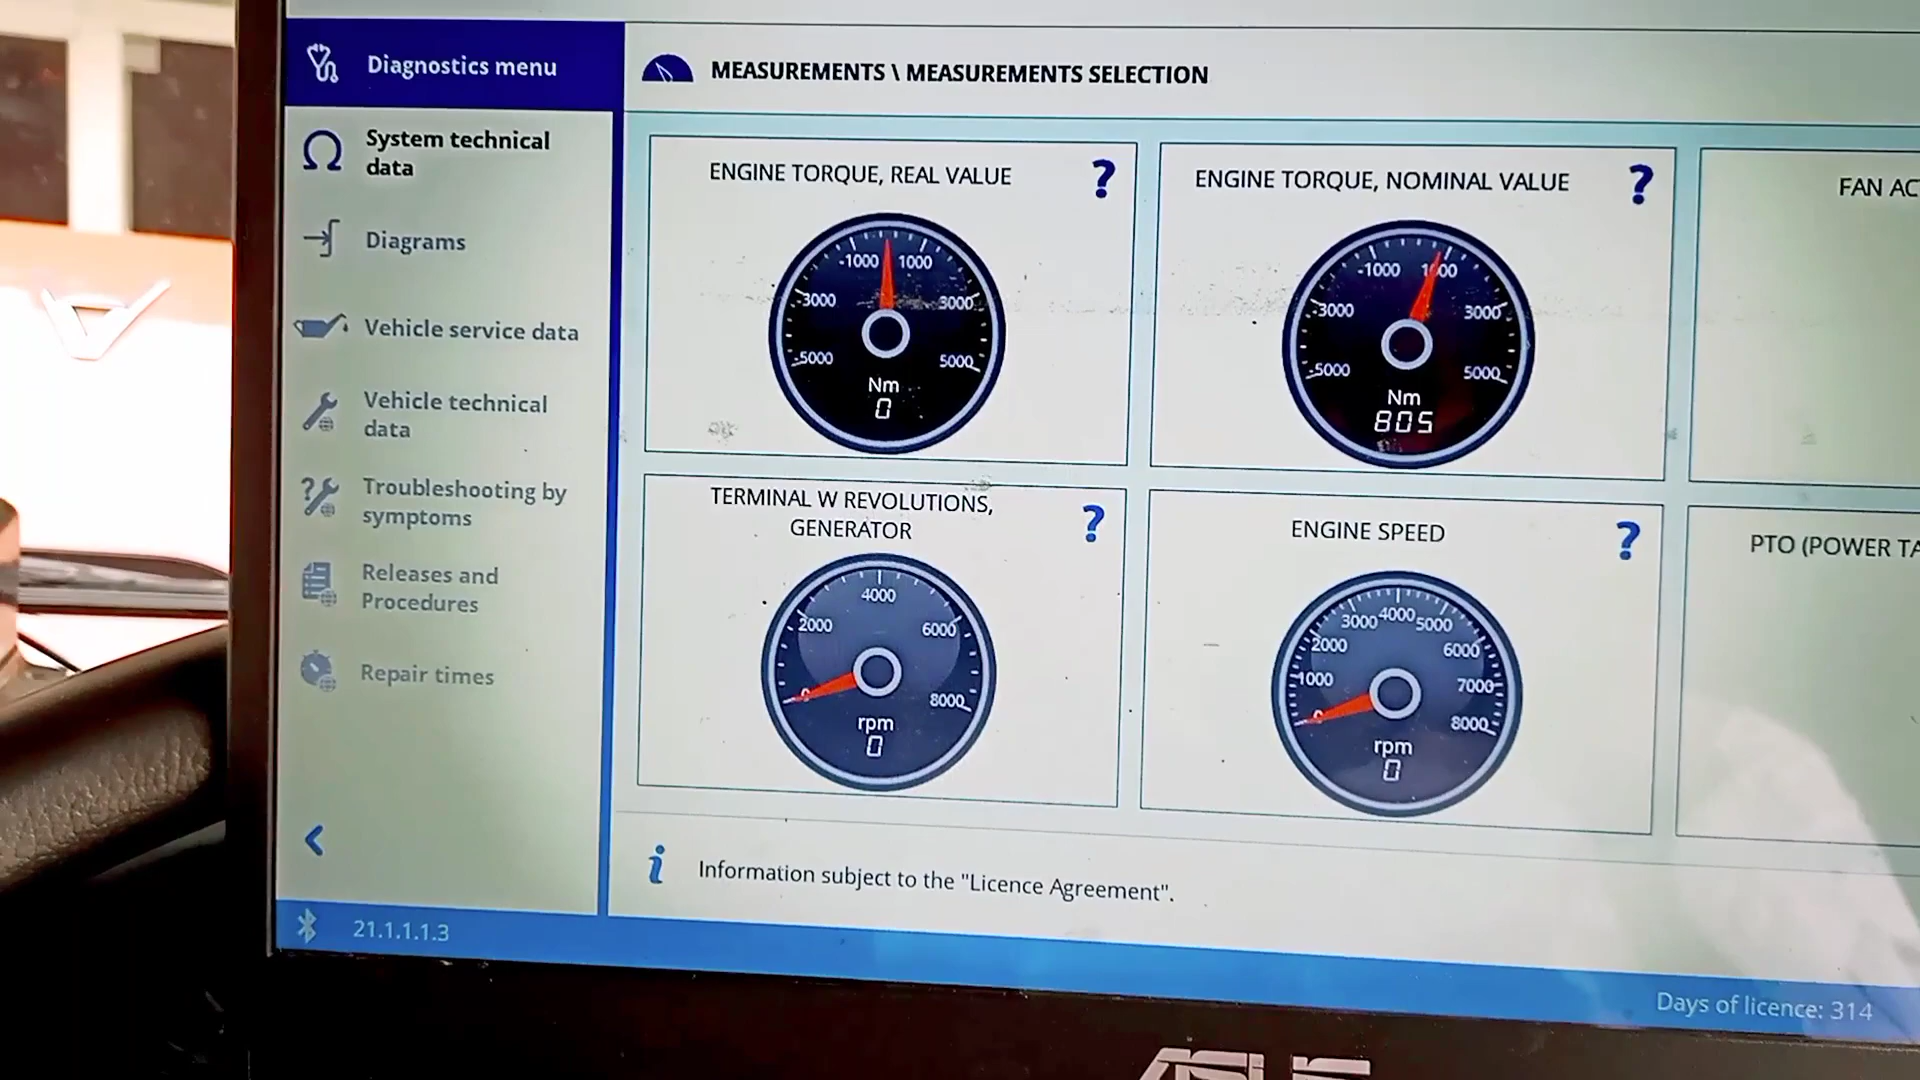 Diagnostics menu
System technical
data
Diagrams
Vehicle service data
Vehicle technical
data
Troubleshooting by
symptoms
Releases and
Procedures
Repair times
21.1.1.1.3
MEASUREMENTS \ MEASUREMENTS SELECTION
ENGINE TORQUE, REAL VALUE
?
-1000 1000
-3000 3000
-5000 5000
Nm
0
ENGINE TORQUE, NOMINAL VALUE
?
-1000 1000
-3000 3000
-5000 5000
Nm
805
FAN AC
TERMINAL W REVOLUTIONS,
GENERATOR
?
4000
2000 6000
0 8000
rpm
0
ENGINE SPEED
?
3000 4000 5000
2000 6000
1000 7000
0 8000
rpm
0
PTO (POWER TA
Information subject to the "Licence Agreement".
Days of licence: 314
ASUS